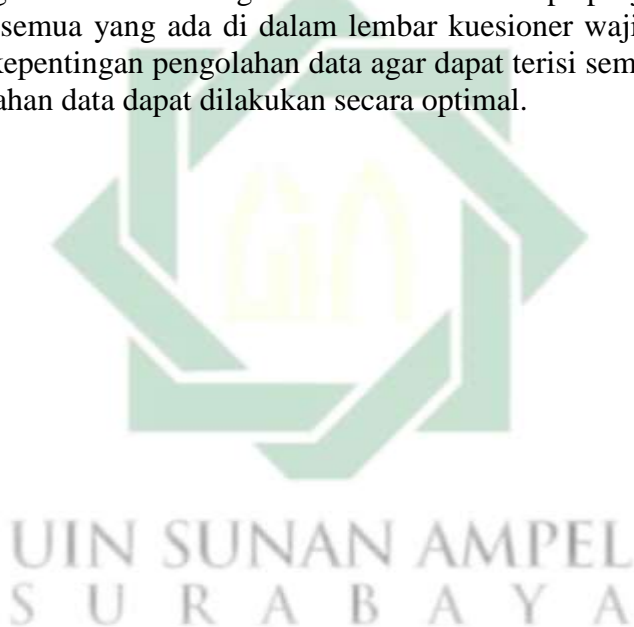 semua yang ada di dalam lembar kuesioner waji
kepentingan pengolahan data agar dapat terisi sem
ahan data dapat dilakukan secara optimal.
UIN SUNAN AMPEL
S U R A B A Y A